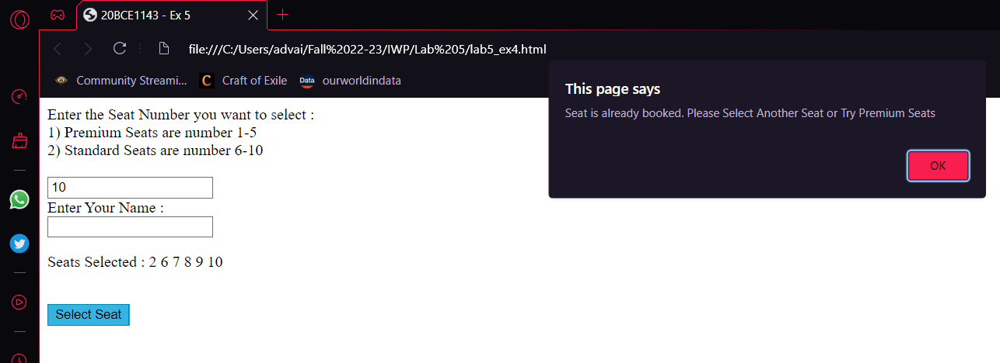 20BCE1143 - Ex 5
file:///C:/Users/advai/Fall%2022-23/IWP/Lab%205/lab5_ex4.html
Community Streami... C Craft of Exile Data ourworldindata
This page says
Seat is already booked. Please Select Another Seat or Try Premium Seats
OK
Enter the Seat Number you want to select :
1) Premium Seats are number 1-5
2) Standard Seats are number 6-10
10
Enter Your Name :
Seats Selected : 2 6 7 8 9 10
Select Seat